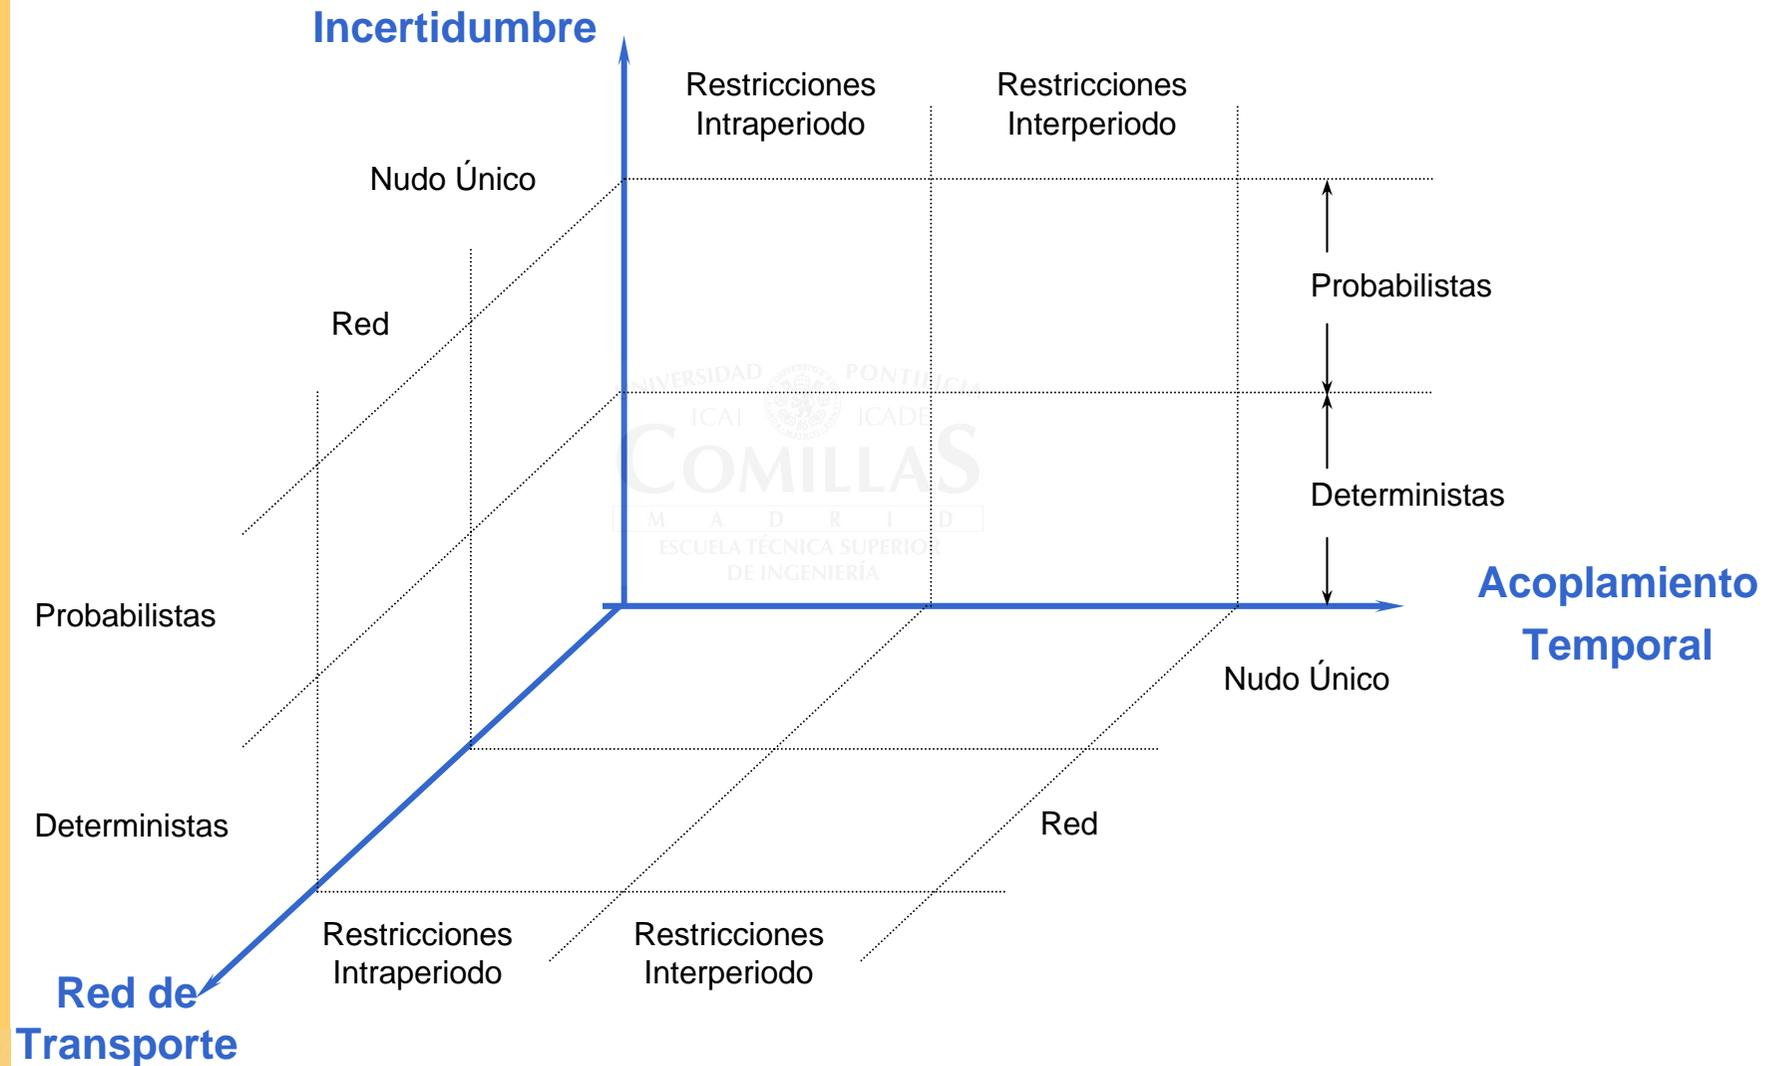 Incertidumbre
Restricciones
Intraperiodo
Restricciones
Interperiodo
Nudo Único
Red
Probabilistas
UNIVERSIDAD PONTIFICIA
ICAI ICADE
COMILLAS
MADRID
ESCUELA TÉCNICA SUPERIOR
DE INGENIERÍA
Deterministas
Acoplamiento
Temporal
Probabilistas
Nudo Único
Deterministas
Red
Restricciones
Intraperiodo
Restricciones
Interperiodo
Red de
Transporte